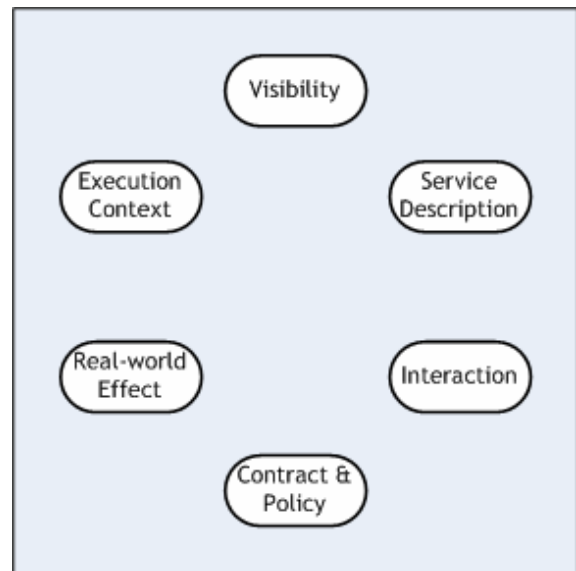 Visibility
Execution
Context
Service
Description
Real-world
Effect
Interaction
Contract &
Policy